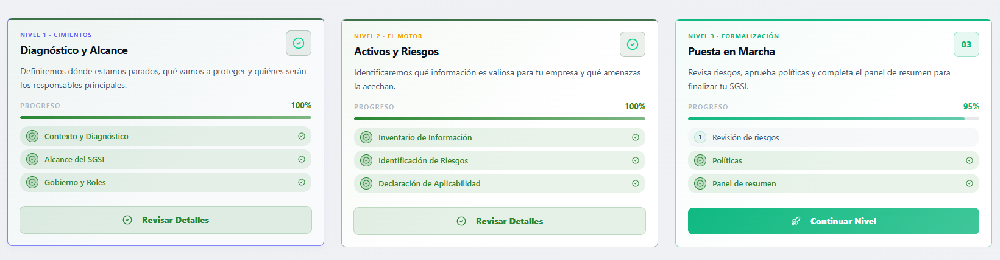 NIVEL 1 · CIMIENTOS
Diagnóstico y Alcance
Definiremos dónde estamos parados, qué vamos a proteger y quiénes serán
los responsables principales.
PROGRESO
100%
Contexto y Diagnóstico
Alcance del SGSI
Gobierno y Roles
Revisar Detalles
NIVEL 2 · EL MOTOR
Activos y Riesgos
Identificaremos qué información es valiosa para tu empresa y qué amenazas
la acechan.
PROGRESO
100%
Inventario de Información
Identificación de Riesgos
Declaración de Aplicabilidad
Revisar Detalles
NIVEL 3 · FORMALIZACIÓN
03
Puesta en Marcha
Revisa riesgos, aprueba políticas y completa el panel de resumen para
finalizar tu SGSI.
PROGRESO
95%
1 Revisión de riesgos
Políticas
Panel de resumen
Continuar Nivel